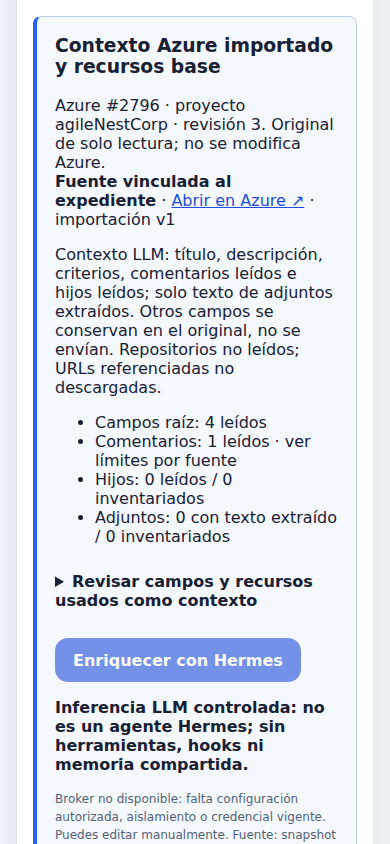 Contexto Azure importado
y recursos base
Azure #2796 · proyecto
agileNestCorp · revisión 3. Original
de solo lectura; no se modifica
Azure.
Fuente vinculada al
expediente · Abrir en Azure ↗ ·
importación v1
Contexto LLM: título, descripción,
criterios, comentarios leídos e
hijos leídos; solo texto de adjuntos
extraídos. Otros campos se
conservan en el original, no se
envían. Repositorios no leídos;
URLs referenciadas no
descargadas.
• Campos raíz: 4 leídos
• Comentarios: 1 leídos · ver
límites por fuente
• Hijos: 0 leídos / 0
inventariados
• Adjuntos: 0 con texto extraído
/ 0 inventariados
▶ Revisar campos y recursos
usados como contexto
Enriquecer con Hermes
Inferencia LLM controlada: no
es un agente Hermes; sin
herramientas, hooks ni
memoria compartida.
Broker no disponible: falta configuración
autorizada, aislamiento o credencial vigente.
Puedes editar manualmente. Fuente: snapshot